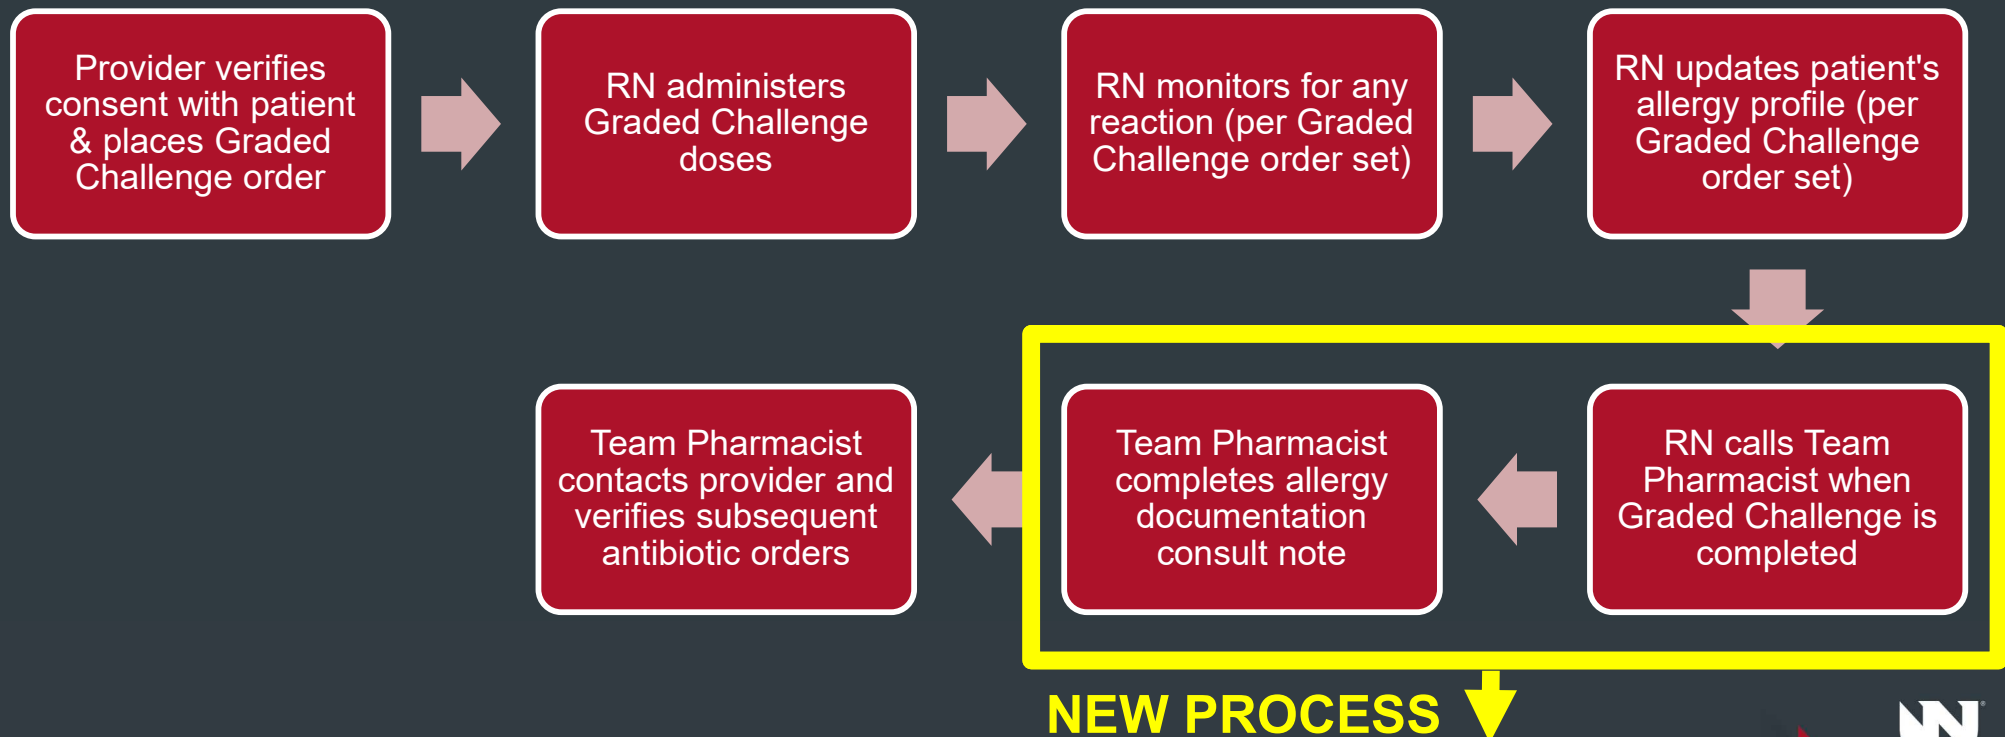 Provider verifies
consent with patient
& places Graded
Challenge order
RN administers
Graded Challenge
doses
RN monitors for any
reaction (per Graded
Challenge order set)
RN updates patient's
allergy profile (per
Graded Challenge
order set)
RN calls Team
Pharmacist when
Graded Challenge is
completed
Team Pharmacist
completes allergy
documentation
consult note
Team Pharmacist
contacts provider and
verifies subsequent
antibiotic orders
NEW PROCESS